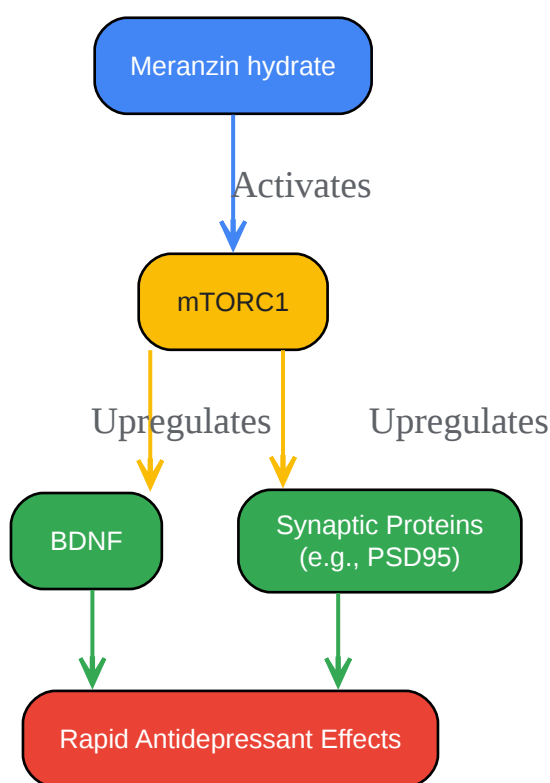 Meranzin hydrate
Activates
mTORC1
Upregulates
Upregulates
BDNF
Synaptic Proteins
(e.g., PSD95)
Rapid Antidepressant Effects